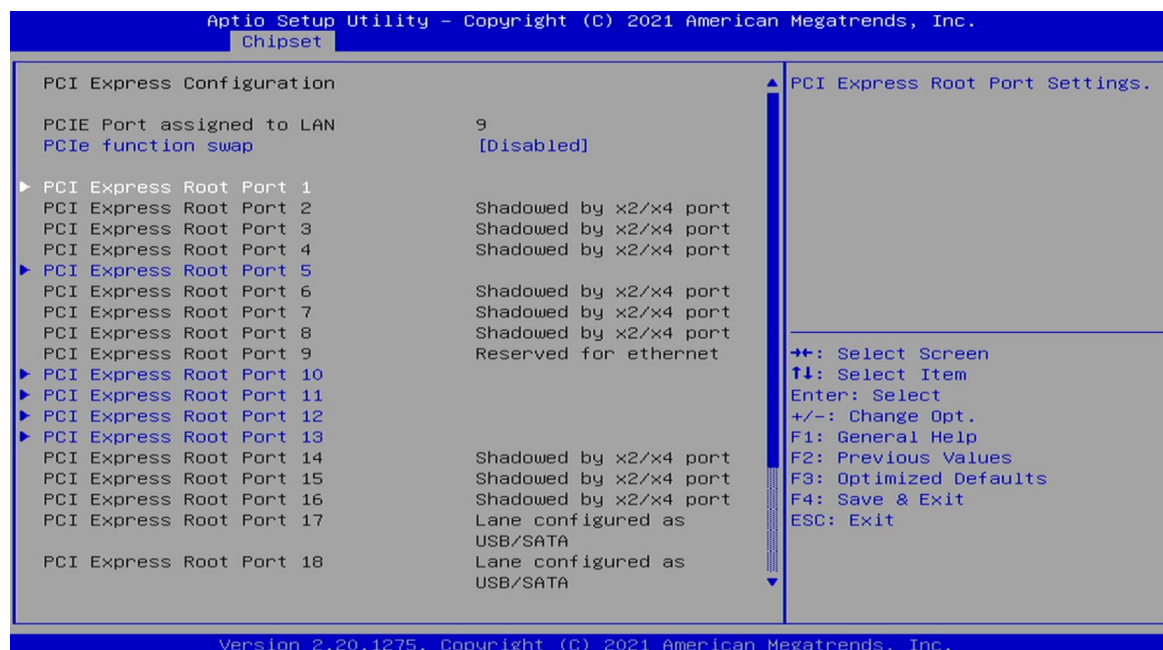 Aptio Setup Utility – Copyright (C) 2021 American Megatrends, Inc.
Chipset
PCI Express Configuration
PCIE Port assigned to LAN 9
PCIe function swap [Disabled]
PCI Express Root Port 1
PCI Express Root Port 2 Shadowed by x2/x4 port
PCI Express Root Port 3 Shadowed by x2/x4 port
PCI Express Root Port 4 Shadowed by x2/x4 port
PCI Express Root Port 5
PCI Express Root Port 6 Shadowed by x2/x4 port
PCI Express Root Port 7 Shadowed by x2/x4 port
PCI Express Root Port 8 Shadowed by x2/x4 port
PCI Express Root Port 9 Reserved for ethernet
PCI Express Root Port 10
PCI Express Root Port 11
PCI Express Root Port 12
PCI Express Root Port 13
PCI Express Root Port 14 Shadowed by x2/x4 port
PCI Express Root Port 15 Shadowed by x2/x4 port
PCI Express Root Port 16 Shadowed by x2/x4 port
PCI Express Root Port 17 Lane configured as
USB/SATA
PCI Express Root Port 18 Lane configured as
USB/SATA
PCI Express Root Port Settings.
→←: Select Screen
↑↓: Select Item
Enter: Select
+/-: Change Opt.
F1: General Help
F2: Previous Values
F3: Optimized Defaults
F4: Save & Exit
ESC: Exit
Version 2.20.1275. Copyright (C) 2021 American Megatrends, Inc.